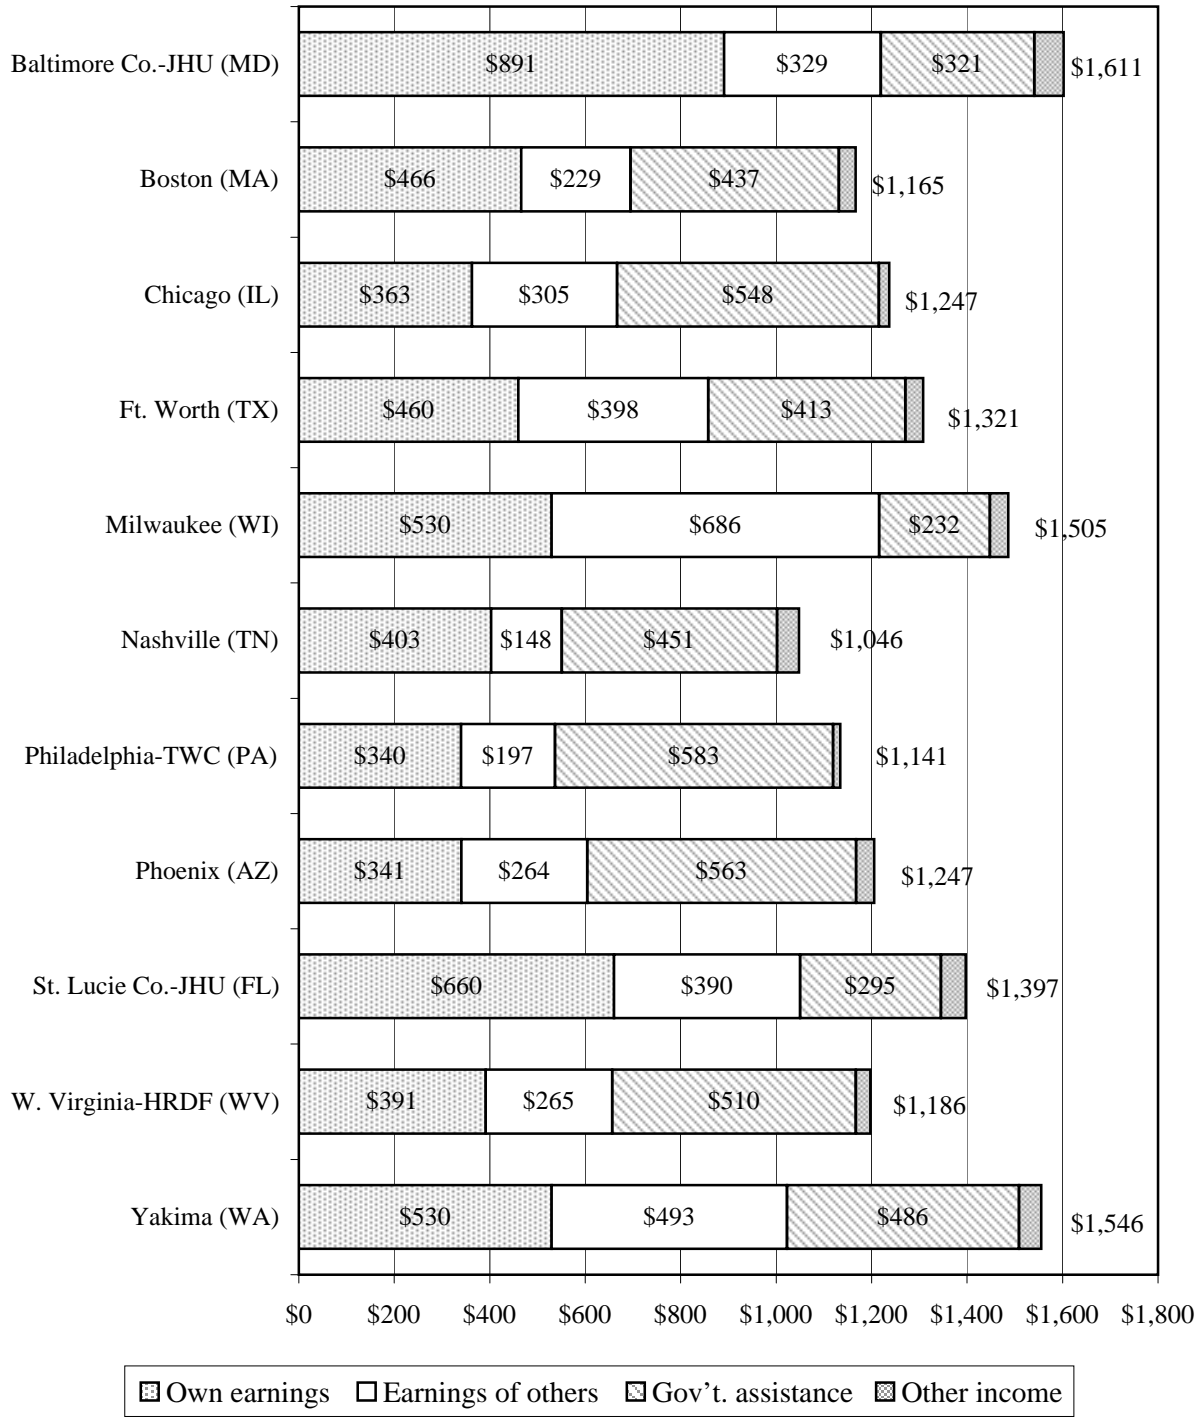 Baltimore Co.-JHU (MD) $891 $329 $321 $1,611
Boston (MA) $466 $229 $437 $1,165
Chicago (IL) $363 $305 $548 $1,247
Ft. Worth (TX) $460 $398 $413 $1,321
Milwaukee (WI) $530 $686 $232 $1,505
Nashville (TN) $403 $148 $451 $1,046
Philadelphia-TWC (PA) $340 $197 $583 $1,141
Phoenix (AZ) $341 $264 $563 $1,247
St. Lucie Co.-JHU (FL) $660 $390 $295 $1,397
W. Virginia-HRDF (WV) $391 $265 $510 $1,186
Yakima (WA) $530 $493 $486 $1,546
$0 $200 $400 $600 $800 $1,000 $1,200 $1,400 $1,600 $1,800
Own earnings Earnings of others Gov’t. assistance Other income